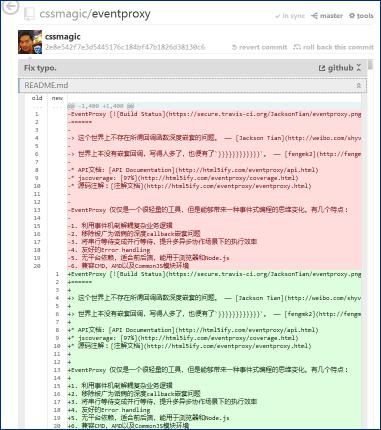 cssmagic/eventproxy
in sync master tools
cssmagic
2e8e542f7e3d5445176c184bf47b1826d38130c6 revert commit roll back this commit
Fix typo. github
README.md
old new
@@ -1,400 +1,400 @@
1 -EventProxy [![Build Status](https://secure.travis-ci.org/JacksonTian/eventproxy.png
2 -======
3 -
4 -> 这个世界上不存在所谓回调函数深度嵌套的问题。 —— [Jackson Tian](http://weibo.com/shyv
5 -
6 -> 世界上本没有嵌套回调，写得人多了，也便有了`}}}}}}}}}}}}`。 —— [fengmk2](http://fengm
7 -
8 -* API文档: [API Documentation](http://html5ify.com/eventproxy/api.html)
9 -* jscoverage: [97%](http://html5ify.com/eventproxy/coverage.html)
10 -* 源码注解：[注解文档](http://html5ify.com/eventproxy/eventproxy.html)
11 -
12 -
13 -EventProxy 仅仅是一个很轻量的工具，但是能够带来一种事件式编程的思维变化。有几个特点：
14 -
15 -1. 利用事件机制解耦复杂业务逻辑
16 -2. 移除被广为诟病的深度callback嵌套问题
17 -3. 将串行等待变成并行等待，提升多异步协作场景下的执行效率
18 -4. 友好的Error handling
19 -5. 无平台依赖，适合前后端，能用于浏览器和Node.js
20 -6. 兼容CMD，AMD以及CommonJS模块环境
1 +EventProxy [![Build Status](https://secure.travis-ci.org/JacksonTian/eventproxy.png
2 +======
3 +
4 +> 这个世界上不存在所谓回调函数深度嵌套的问题。 —— [Jackson Tian](http://weibo.com/shyv
5 +
6 +> 世界上本没有嵌套回调，写得人多了，也便有了`}}}}}}}}}}}}`。 —— [fengmk2](http://fengm
7 +
8 +* API文档: [API Documentation](http://html5ify.com/eventproxy/api.html)
9 +* jscoverage: [97%](http://html5ify.com/eventproxy/coverage.html)
10 +* 源码注解：[注解文档](http://html5ify.com/eventproxy/eventproxy.html)
11 +
12 +
13 +EventProxy 仅仅是一个很轻量的工具，但是能够带来一种事件式编程的思维变化。有几个特点：
14 +
15 +1. 利用事件机制解耦复杂业务逻辑
16 +2. 移除被广为诟病的深度callback嵌套问题
17 +3. 将串行等待变成并行等待，提升多异步协作场景下的执行效率
18 +4. 友好的Error handling
19 +5. 无平台依赖，适合前后端，能用于浏览器和Node.js
20 +6. 兼容CMD，AMD以及CommonJS模块环境